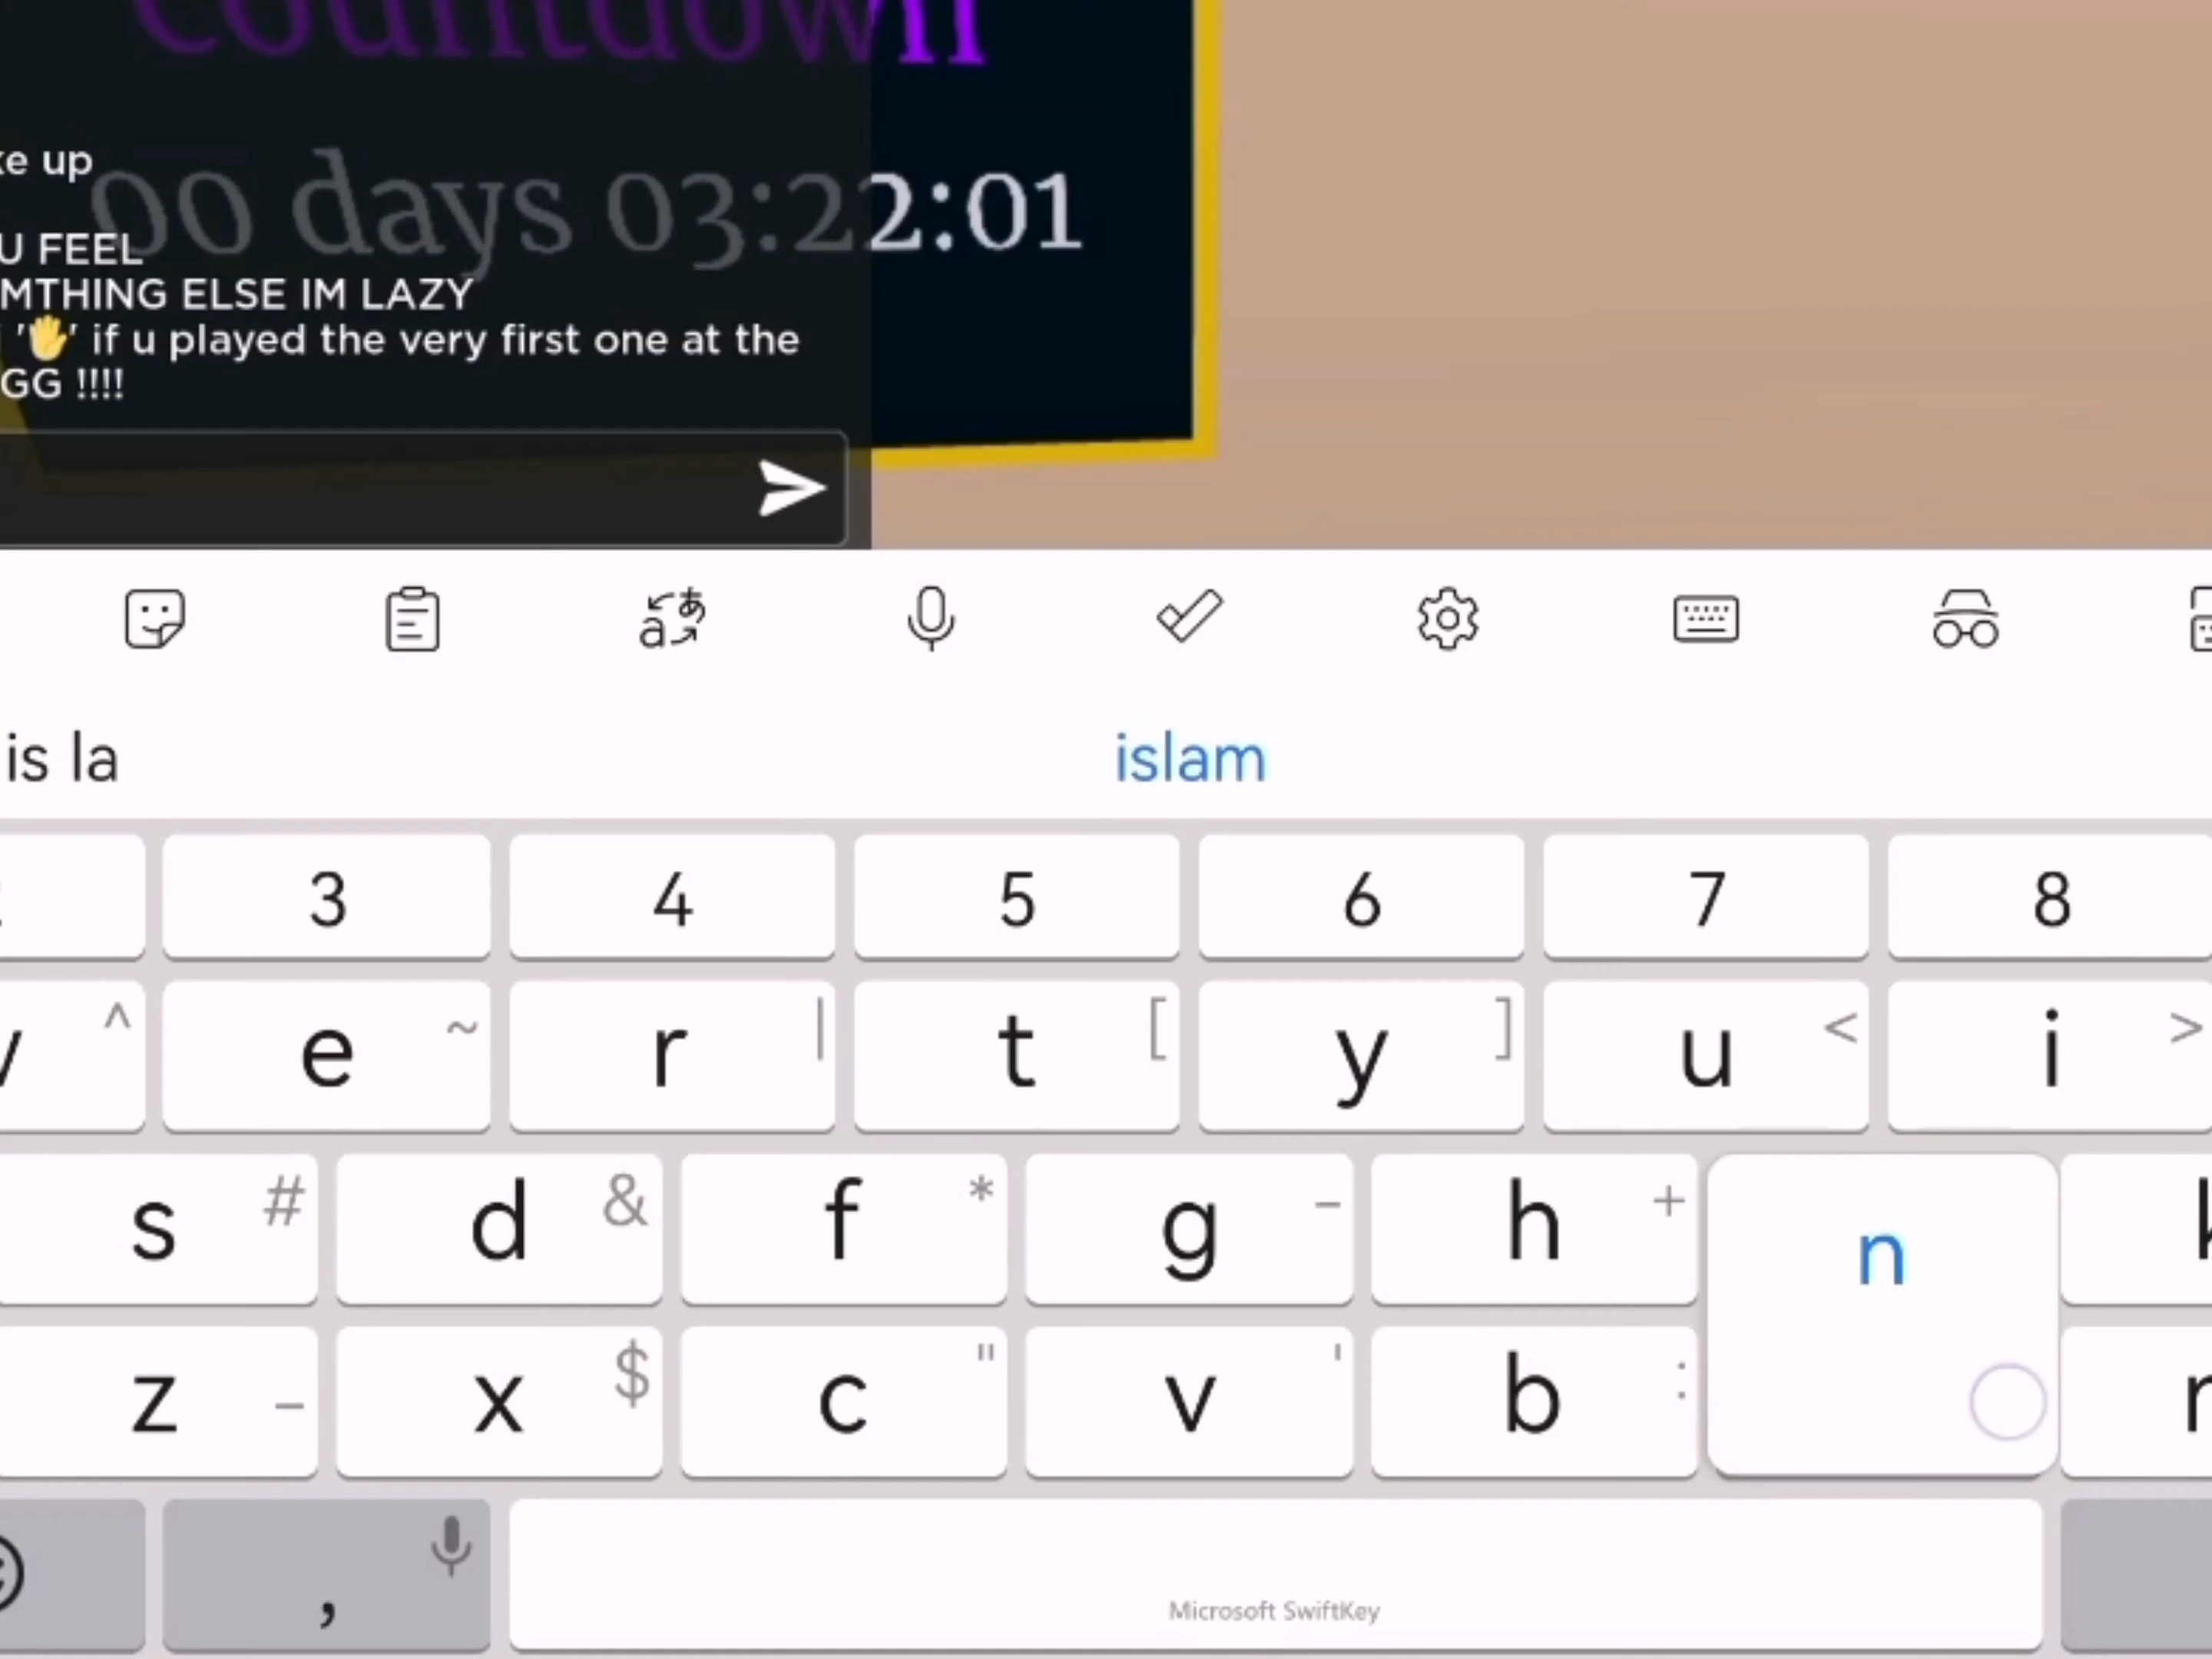 countdown
ke up
00 days 03:22:01
U FEEL
MTHING ELSE IM LAZY
'🖐' if u played the very first one at the
GG !!!!
is la islam
3 4 5 6 7 8
^ e ~ r | t [ y ] u < i >
s # d & f * g - h + n k
z _ x $ c " v ' b :
, Microsoft SwiftKey